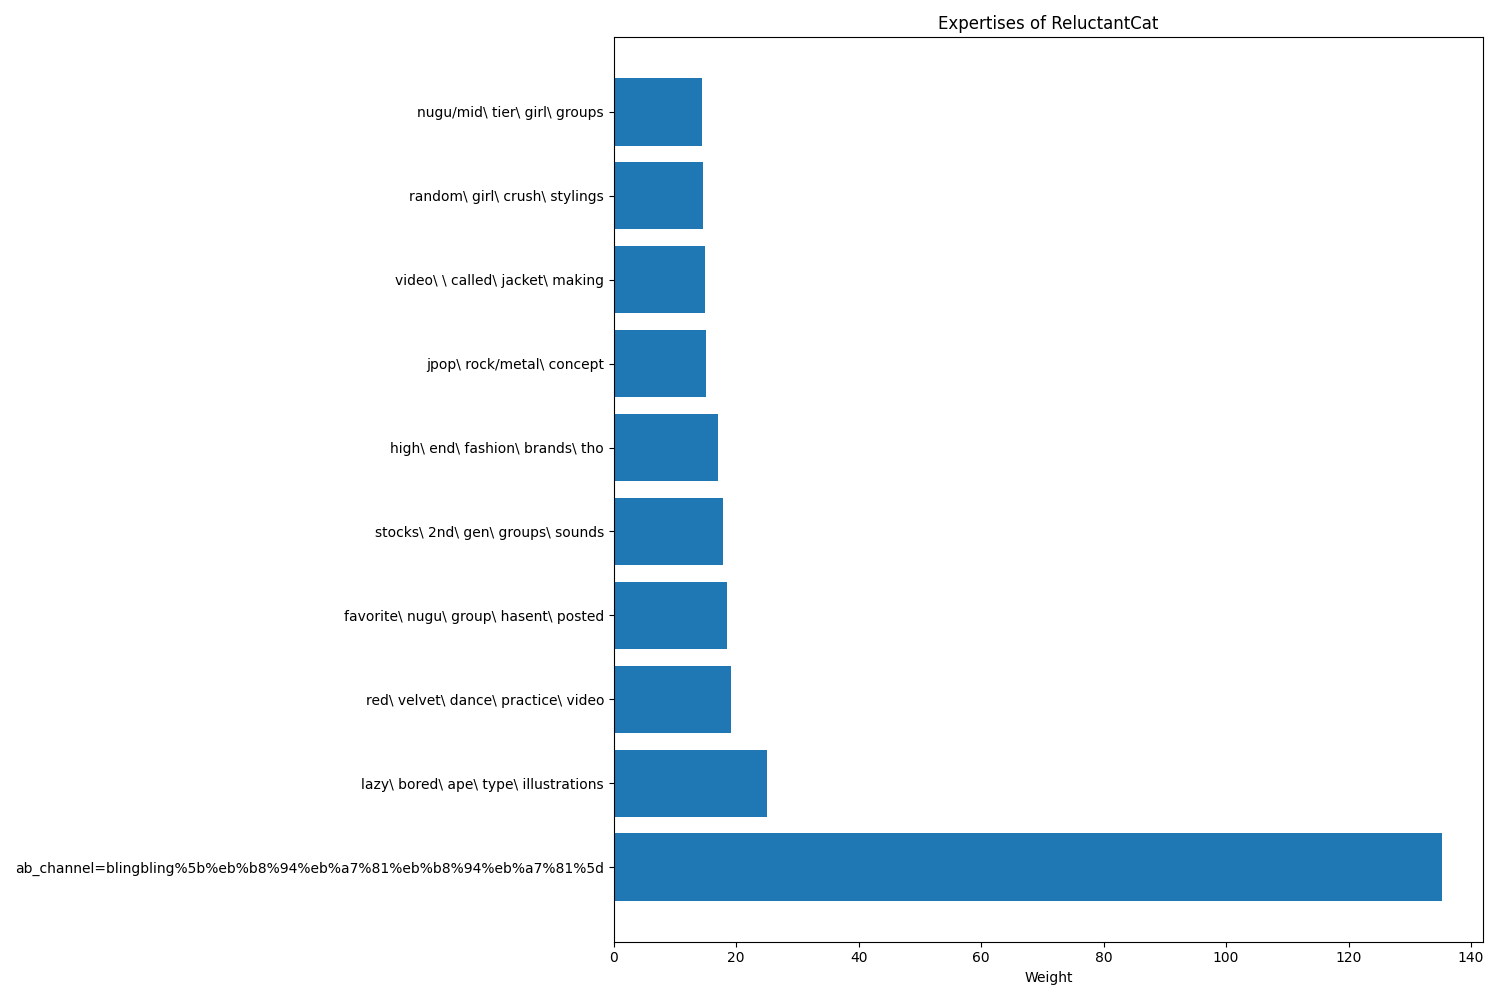 Expertises of ReluctantCat
nugu/mid\ tier\ girl\ groups
random\ girl\ crush\ stylings
video\ \ called\ jacket\ making
jpop\ rock/metal\ concept
high\ end\ fashion\ brands\ tho
stocks\ 2nd\ gen\ groups\ sounds
favorite\ nugu\ group\ hasent\ posted
red\ velvet\ dance\ practice\ video
lazy\ bored\ ape\ type\ illustrations
ab_channel=blingbling%5b%eb%b8%94%eb%a7%81%eb%b8%94%eb%a7%81%5d
0 20 40 60 80 100 120 140
Weight